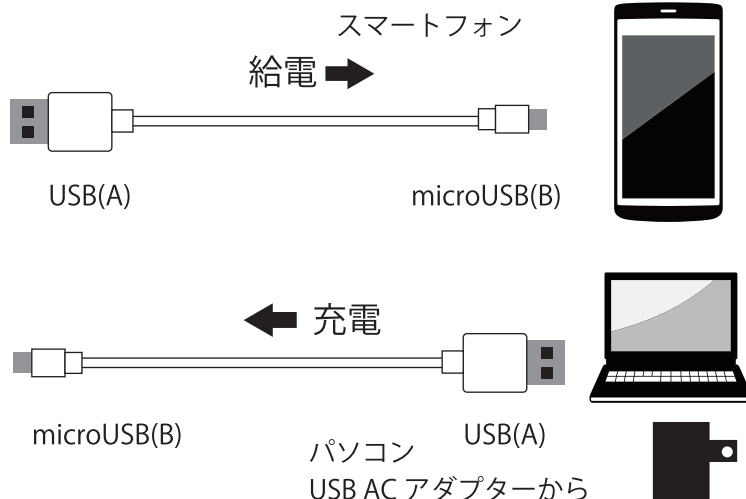 スマートフォン
給電
USB(A)
microUSB(B)
充電
microUSB(B)
USB(A)
パソコン
USB AC アダプターから